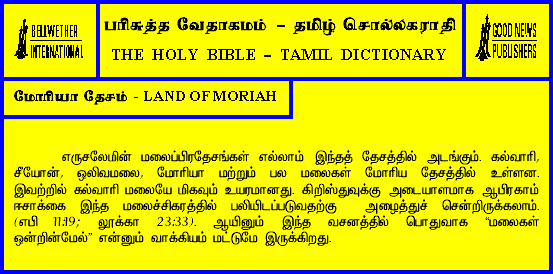 BELLWETHER
INTERNATIONAL
பரிசுத்த வேதாகமம் – தமிழ் சொல்லகராதி
THE HOLY BIBLE – TAMIL DICTIONARY
GOOD NEWS
PUBLISHERS
மோரியா தேசம் - LAND OF MORIAH
எருசலேமின் மலைப்பிரதேசங்கள் எல்லாம் இந்தத் தேசத்தில் அடங்கும். கல்வாரி,
சீயோன், ஒலிவமலை, மோரியா மற்றும் பல மலைகள் மோரிய தேசத்தில் உள்ளன.
இவற்றில் கல்வாரி மலையே மிகவும் உயரமானது. கிறிஸ்துவுக்கு அடையாளமாக ஆபிரகாம்
ஈசாக்கை இந்த மலைச்சிகரத்தில் பலியிடப்படுவதற்கு அழைத்துச் சென்றிருக்கலாம்.
(எபி 11:19; லூக்கா 23:33). ஆயினும் இந்த வசனத்தில் பொதுவாக “மலைகள்
ஒன்றின்மேல்” என்னும் வாக்கியம் மட்டுமே இருக்கிறது.